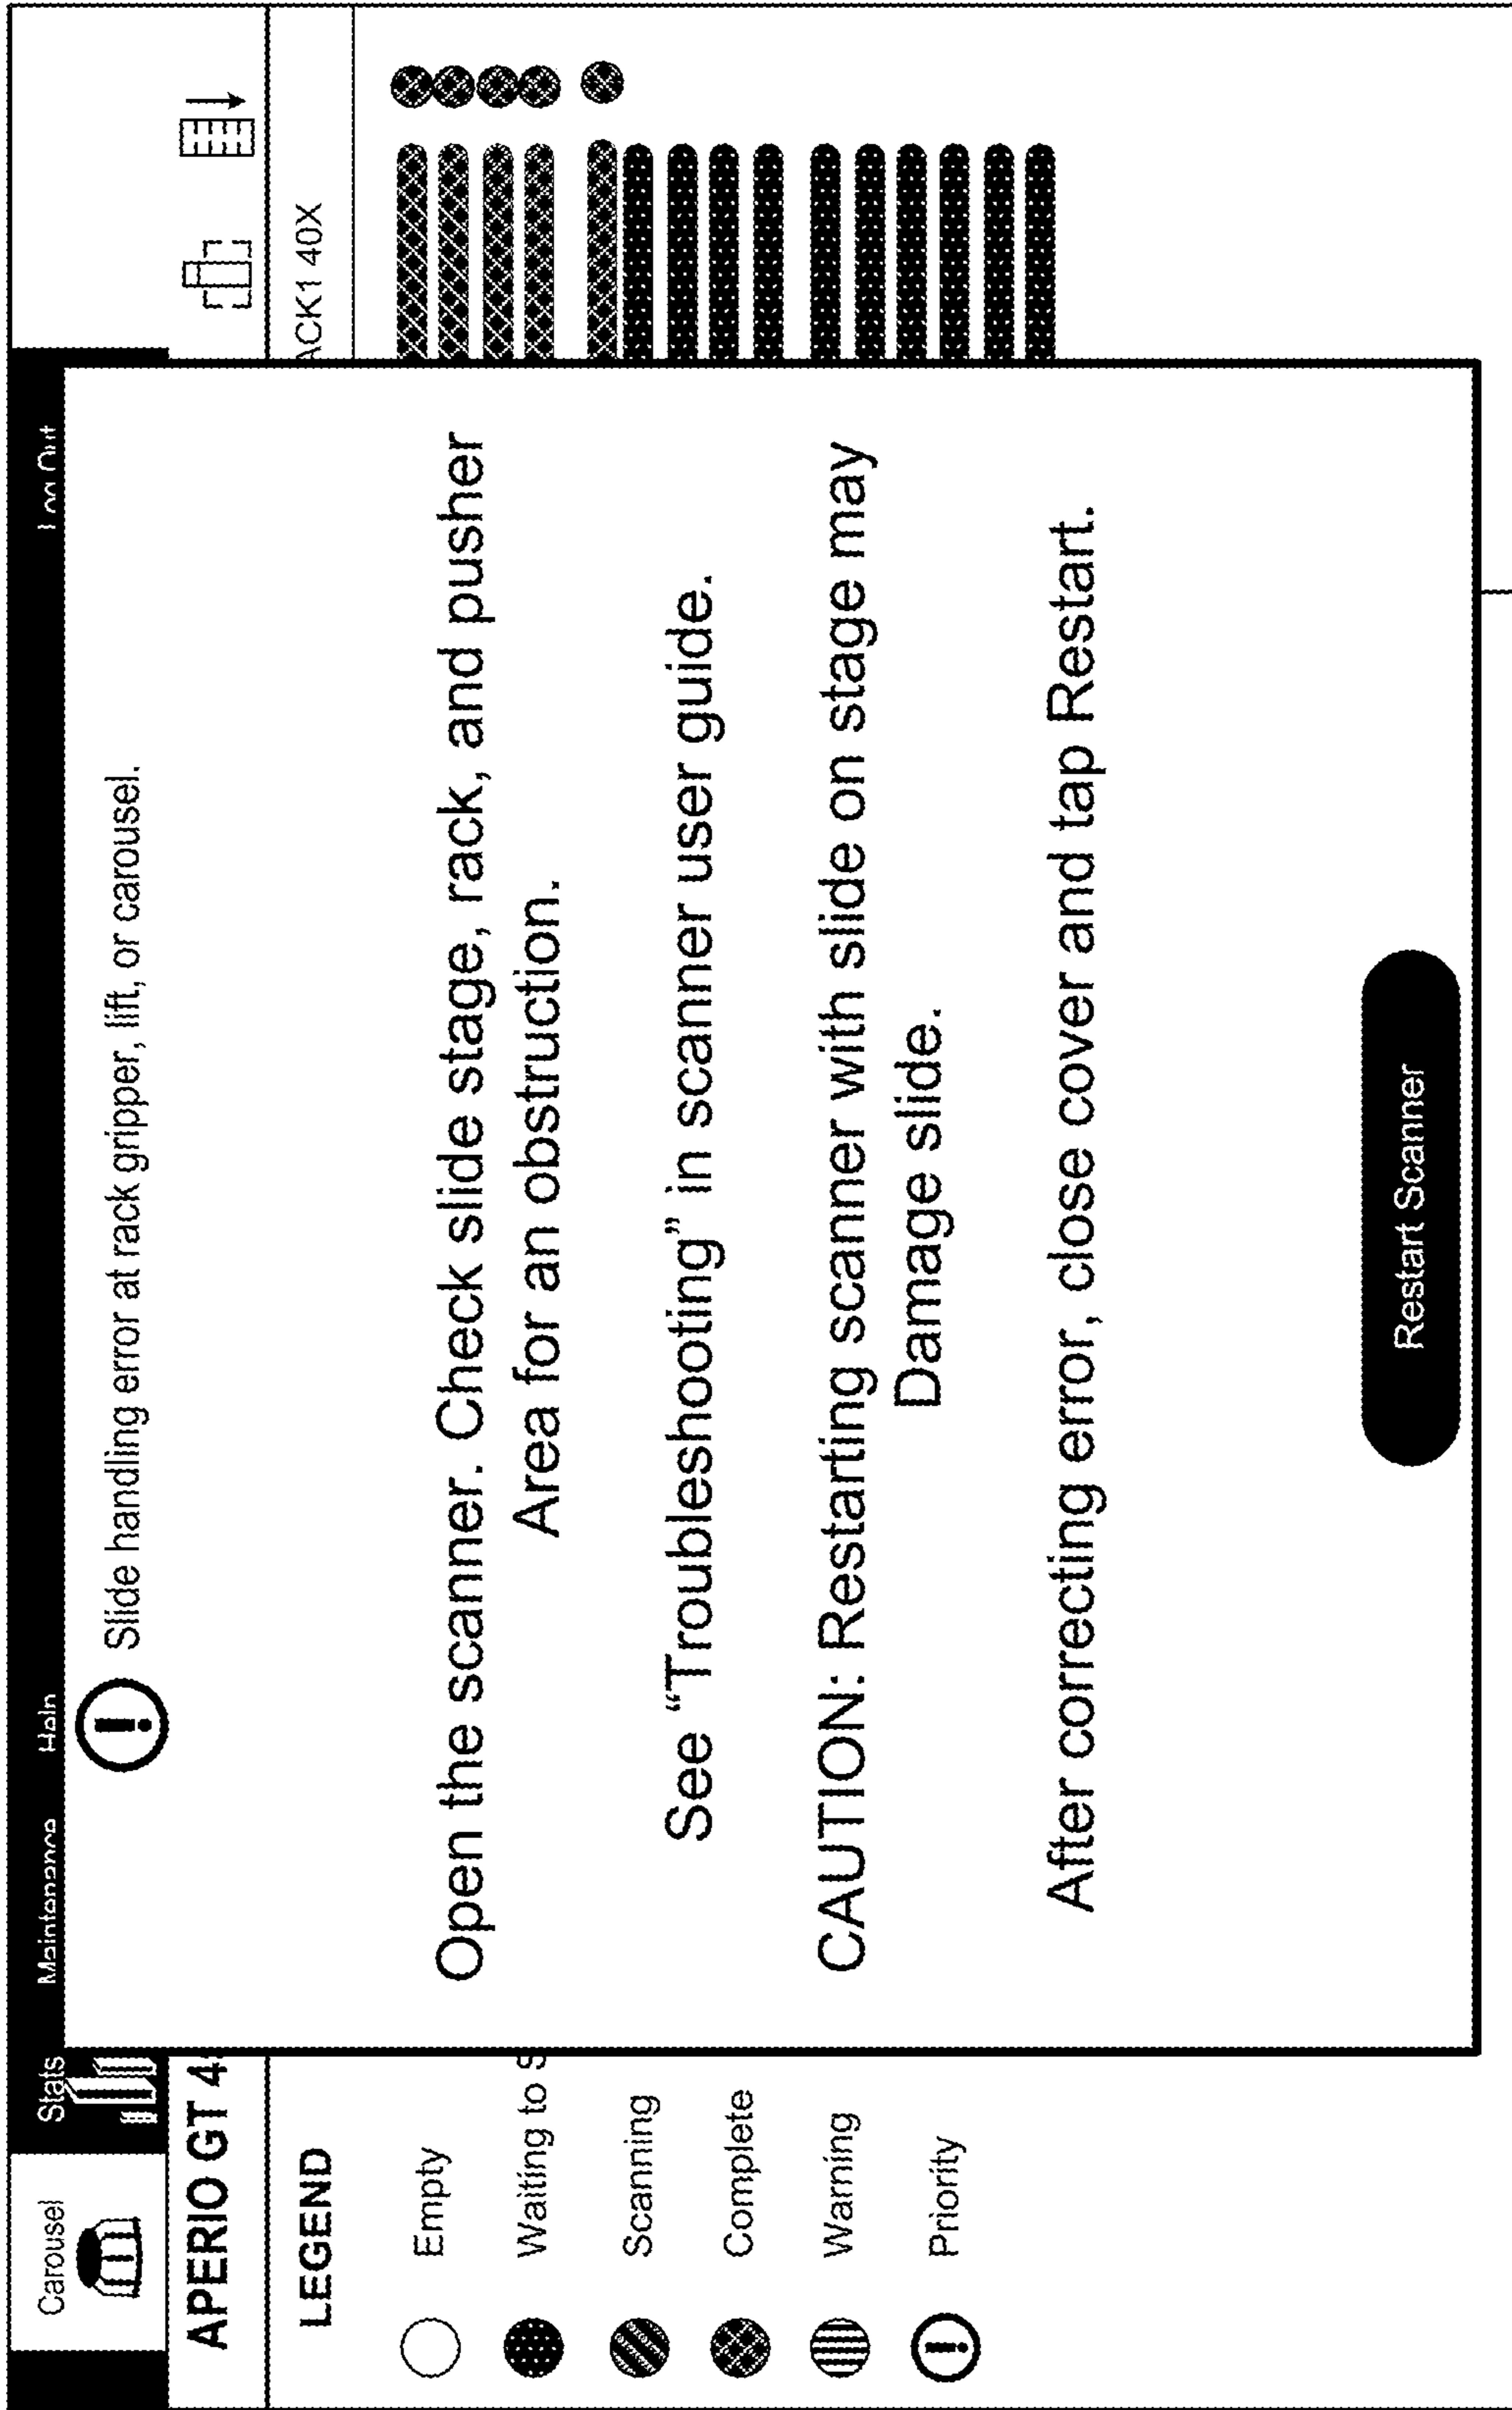 Carousel
Stats
Maintenance
Help
Log Out
APERIO GT 4
ACK1 40X
LEGEND
Empty
Waiting to S
Scanning
Complete
Warning
Priority
Slide handling error at rack gripper, lift, or carousel.
Open the scanner. Check slide stage, rack, and pusher
Area for an obstruction.
See “Troubleshooting” in scanner user guide.
CAUTION: Restarting scanner with slide on stage may
Damage slide.
After correcting error, close cover and tap Restart.
Restart Scanner